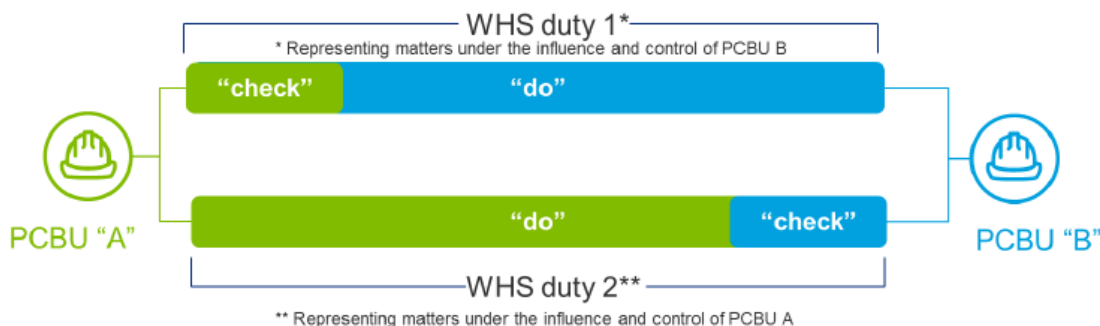 WHS duty 1*
* Representing matters under the influence and control of PCBU B
“check” “do”
PCBU “A” PCBU “B”
“do” “check”
WHS duty 2**
** Representing matters under the influence and control of PCBU A